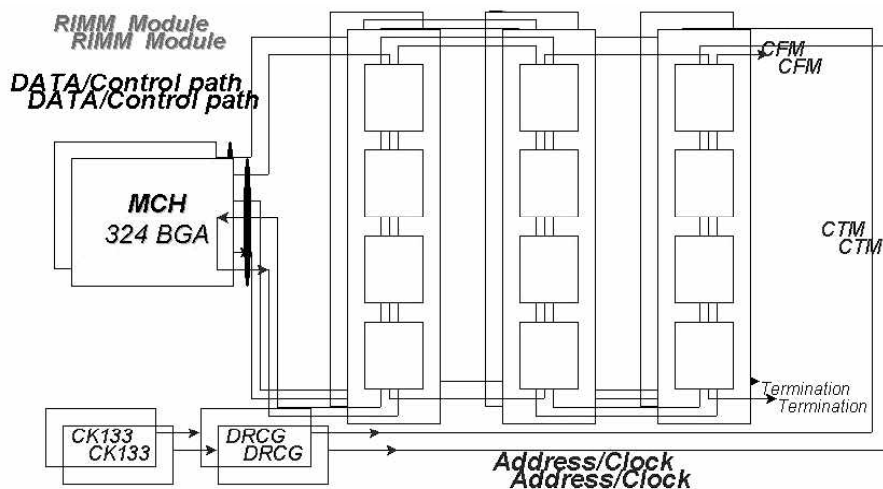 RIMM Module
RIMM Module
CFM
CFM
DATA/Control path
DATA/Control path
MCH
324 BGA
CTM
CTM
Termination
Termination
CK133
CK133
DRCG
DRCG
Address/Clock
Address/Clock